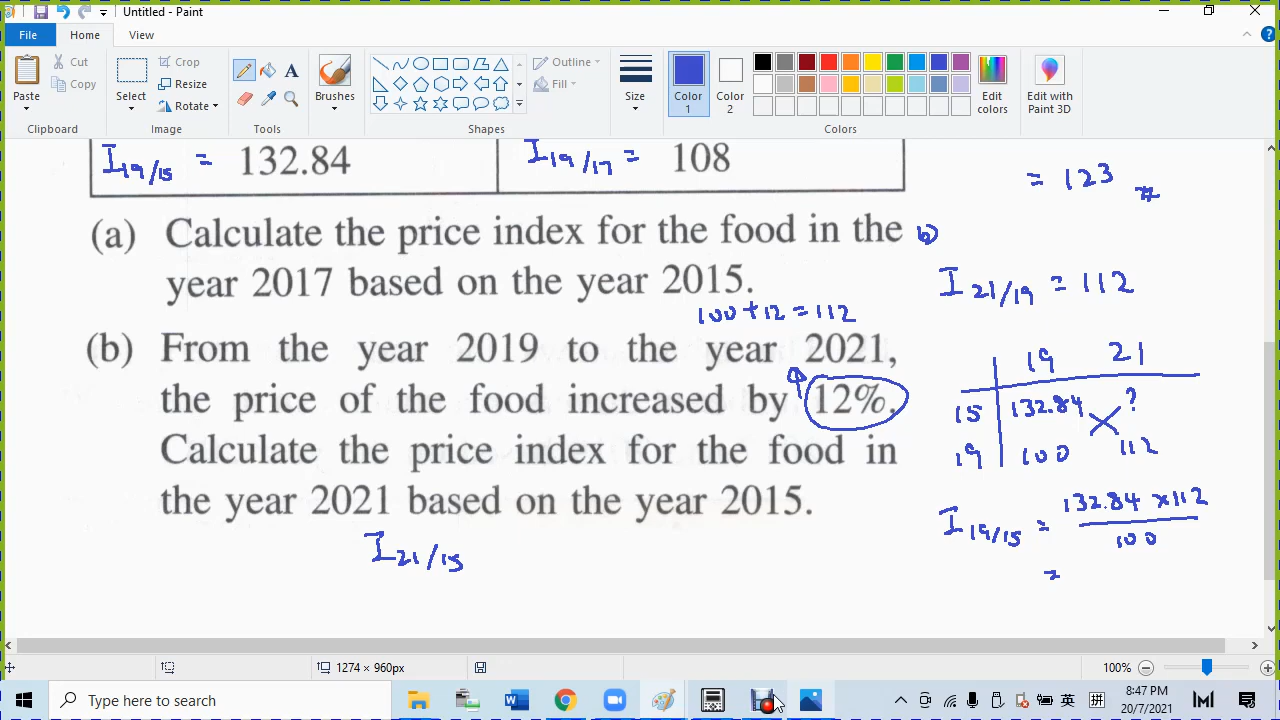 Untitled - Paint
File Home View
Paste Cut Copy Clipboard
Select Crop Resize Rotate Image
Tools
Brushes
Outline Fill Shapes
Size
Color 1 Color 2 Edit colors Colors
Edit with Paint 3D
I19/15 = 132.84 I19/17 = 108
= 123
(a) Calculate the price index for the food in the
year 2017 based on the year 2015.
100 + 12 = 112
(b) From the year 2019 to the year 2021,
the price of the food increased by 12%.
Calculate the price index for the food in
the year 2021 based on the year 2015.
I21/15
b)
I21/19 = 112
19 21
15 132.84 ?
19 100 112
I19/15 = 132.84 x 112
100
=
1274 × 960px 100%
Type here to search
英 拼 8:47 PM
20/7/2021